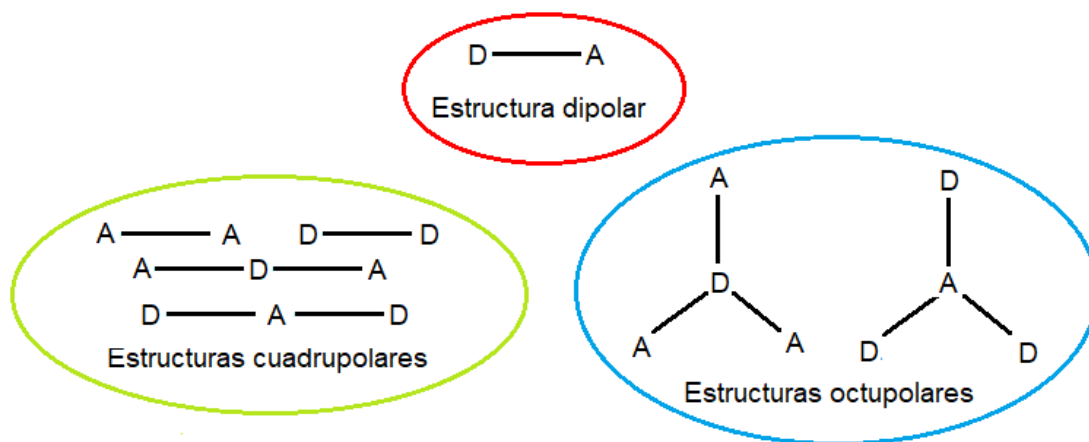 D A
Estructura dipolar
A A D D
A D A
D A D
Estructuras cuadrupolares
A
D
A A
D
A
D D
Estructuras octupolares